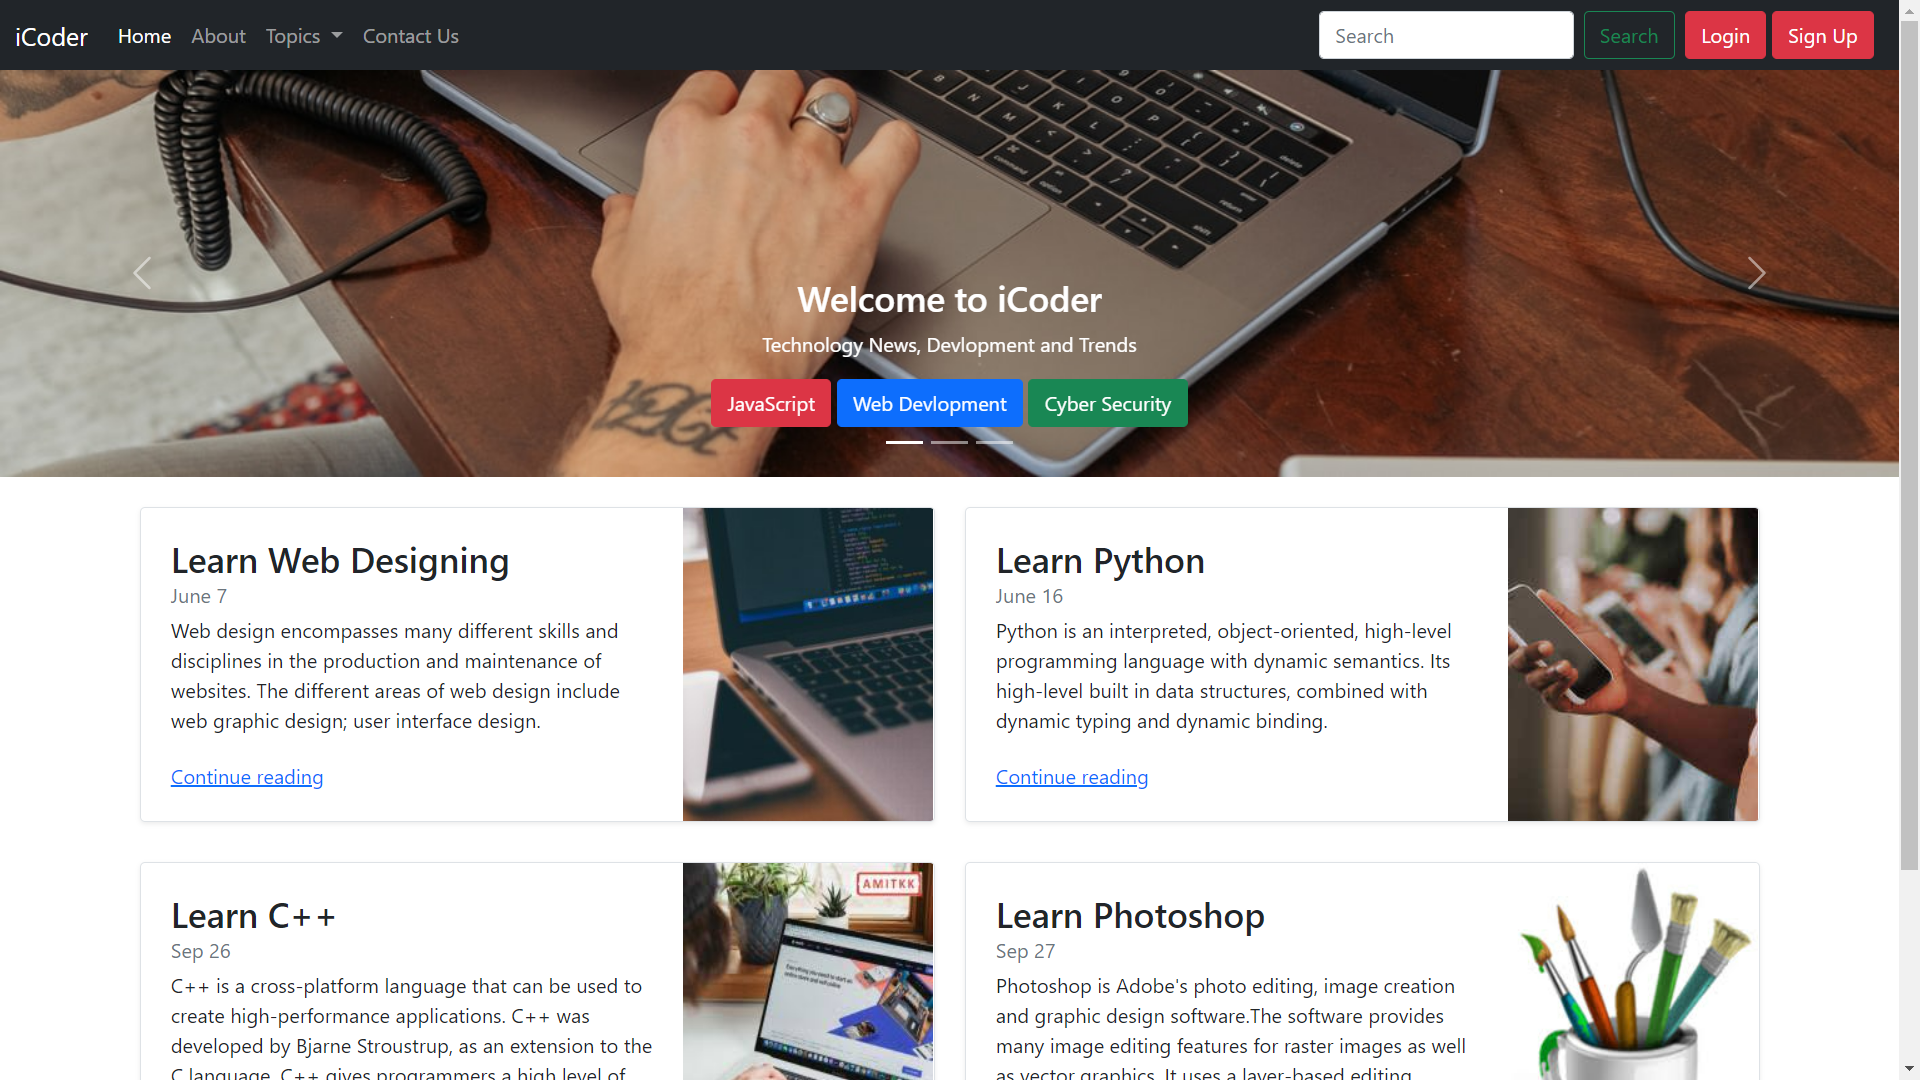 iCoder Home About Topics Contact Us Search Search Login Sign Up
Welcome to iCoder
Technology News, Devlopment and Trends
JavaScript Web Devlopment Cyber Security
Learn Web Designing
June 7
Web design encompasses many different skills and
disciplines in the production and maintenance of
websites. The different areas of web design include
web graphic design; user interface design.
Continue reading
Learn Python
June 16
Python is an interpreted, object-oriented, high-level
programming language with dynamic semantics. Its
high-level built in data structures, combined with
dynamic typing and dynamic binding.
Continue reading
Learn C++
Sep 26
C++ is a cross-platform language that can be used to
create high-performance applications. C++ was
developed by Bjarne Stroustrup, as an extension to the
C language. C++ gives programmers a high level of
AMITKK
Learn Photoshop
Sep 27
Photoshop is Adobe's photo editing, image creation
and graphic design software.The software provides
many image editing features for raster images as well
as vector graphics. It uses a layer-based editing